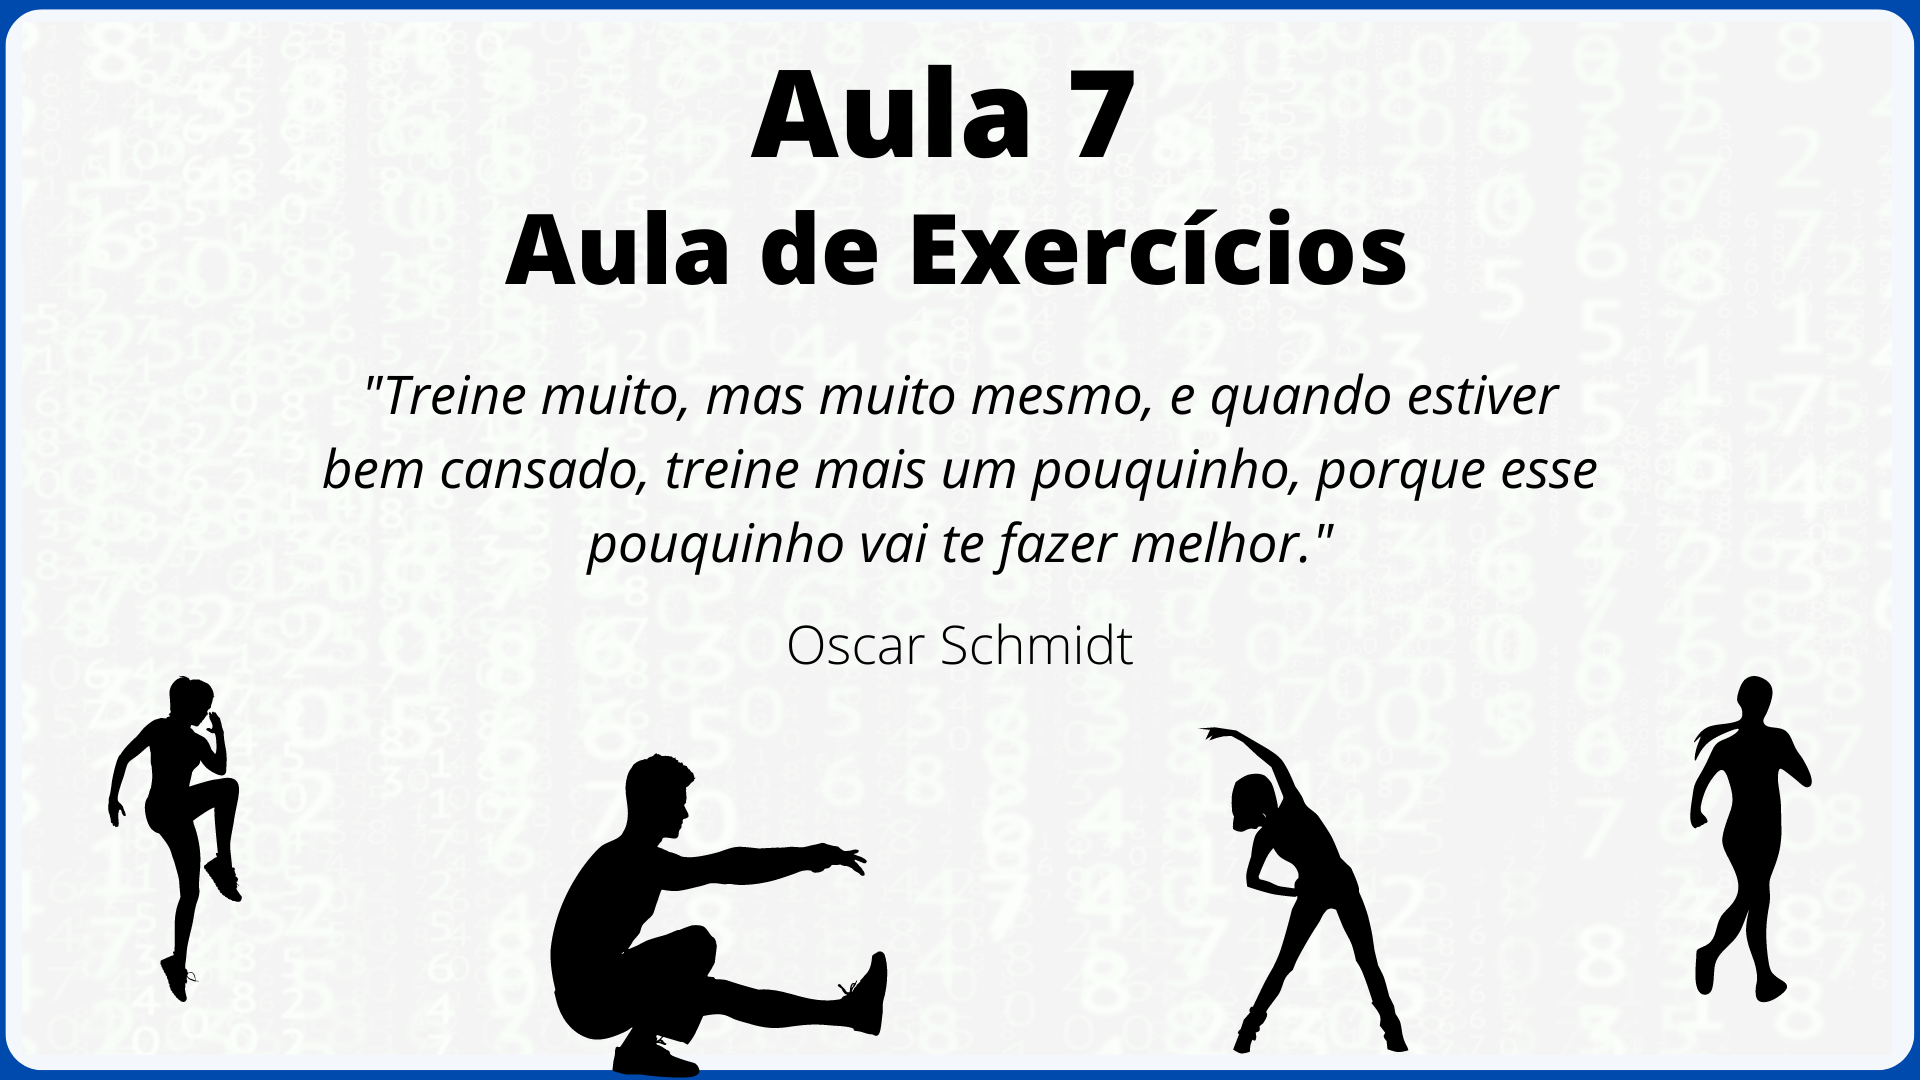 Aula 7
Aula de Exercícios
"Treine muito, mas muito mesmo, e quando estiver
bem cansado, treine mais um pouquinho, porque esse
pouquinho vai te fazer melhor."
Oscar Schmidt